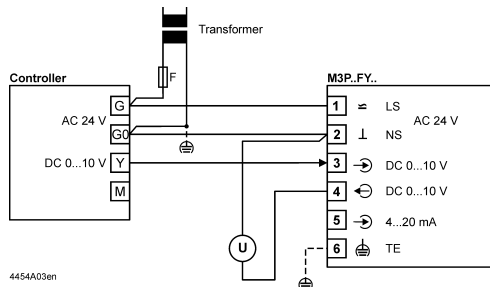 Transformer
F
Controller
M3P..FY..
G
AC 24 V
G0
DC 0...10 V
Y
M
1
LS
AC 24 V
2
NS
3
DC 0...10 V
4
DC 0...10 V
5
4...20 mA
6
TE
U
4454A03en